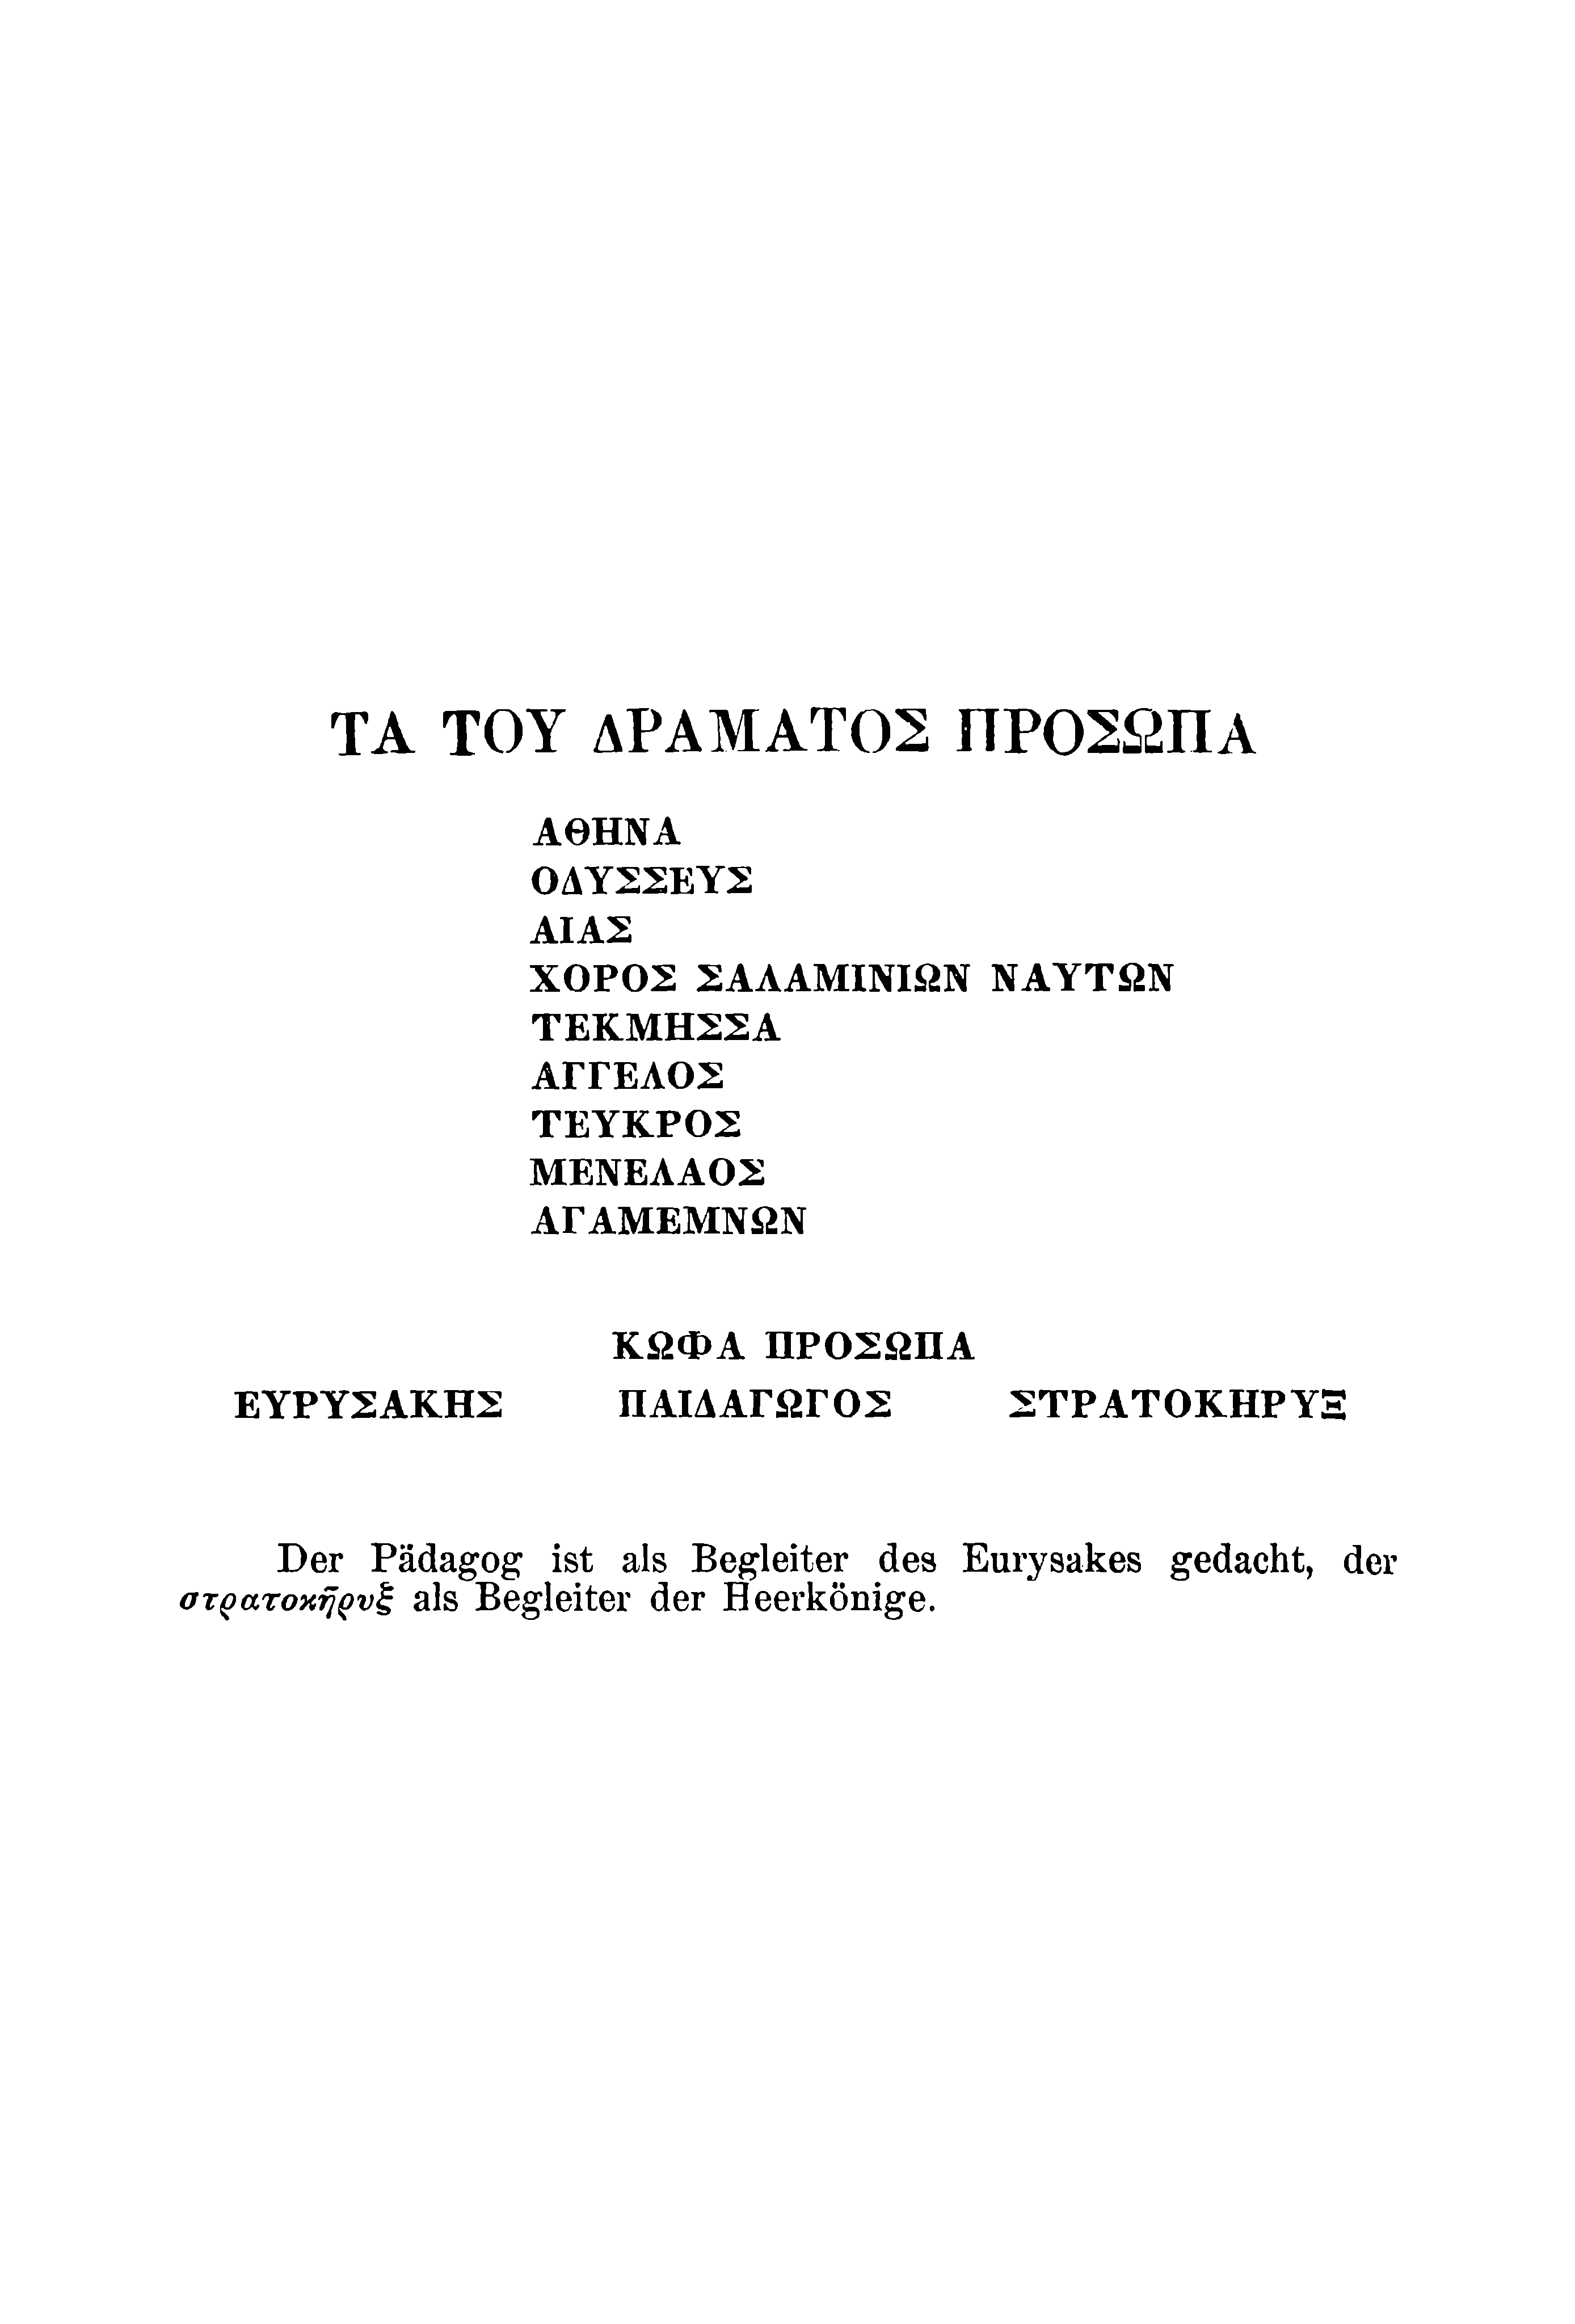 ΤΑ ΤΟΥ ΔΡΑΜΑΤΟΣ ΠΡΟΣΩΠΑ
ΑΘΗΝΑ
ΟΔΥΣΣΕΥΣ
ΑΙΑΣ
ΧΟΡΟΣ ΣΑΛΑΜΙΝΙΩΝ ΝΑΥΤΩΝ
ΤΕΚΜΗΣΣΑ
ΑΓΓΕΛΟΣ
ΤΕΥΚΡΟΣ
ΜΕΝΕΛΑΟΣ
ΑΓΑΜΕΜΝΩΝ
ΚΩΦΑ ΠΡΟΣΩΠΑ
ΕΥΡΥΣΑΚΗΣ ΠΑΙΔΑΓΩΓΟΣ ΣΤΡΑΤΟΚΗΡΥΞ
Der Pädagog ist als Begleiter des Eurysakes gedacht, der
στρατοκῆρυξ als Begleiter der Heerkönige.